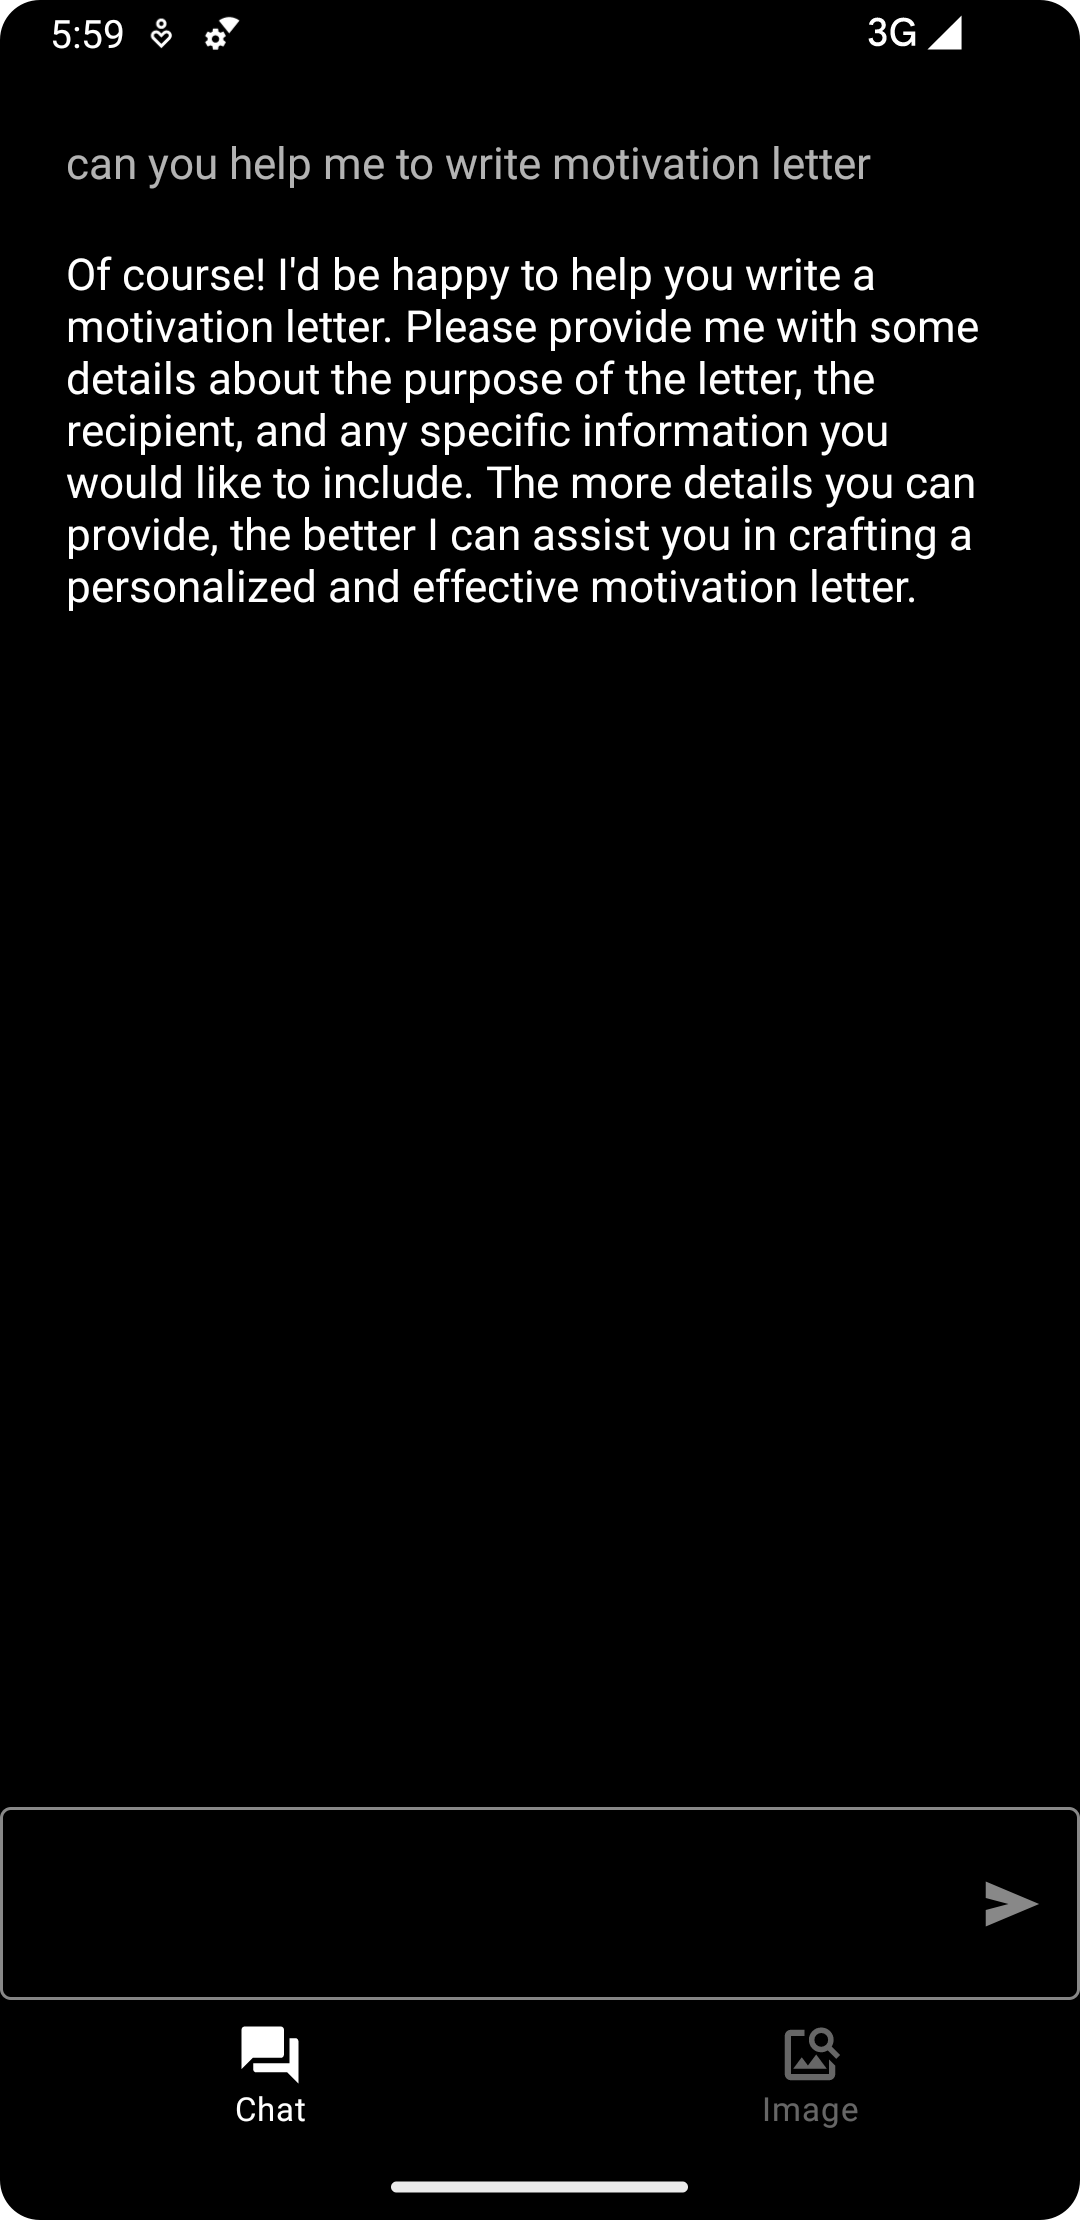 5:59
3G
can you help me to write motivation letter
Of course! I'd be happy to help you write a
motivation letter. Please provide me with some
details about the purpose of the letter, the
recipient, and any specific information you
would like to include. The more details you can
provide, the better I can assist you in crafting a
personalized and effective motivation letter.
Chat
Image